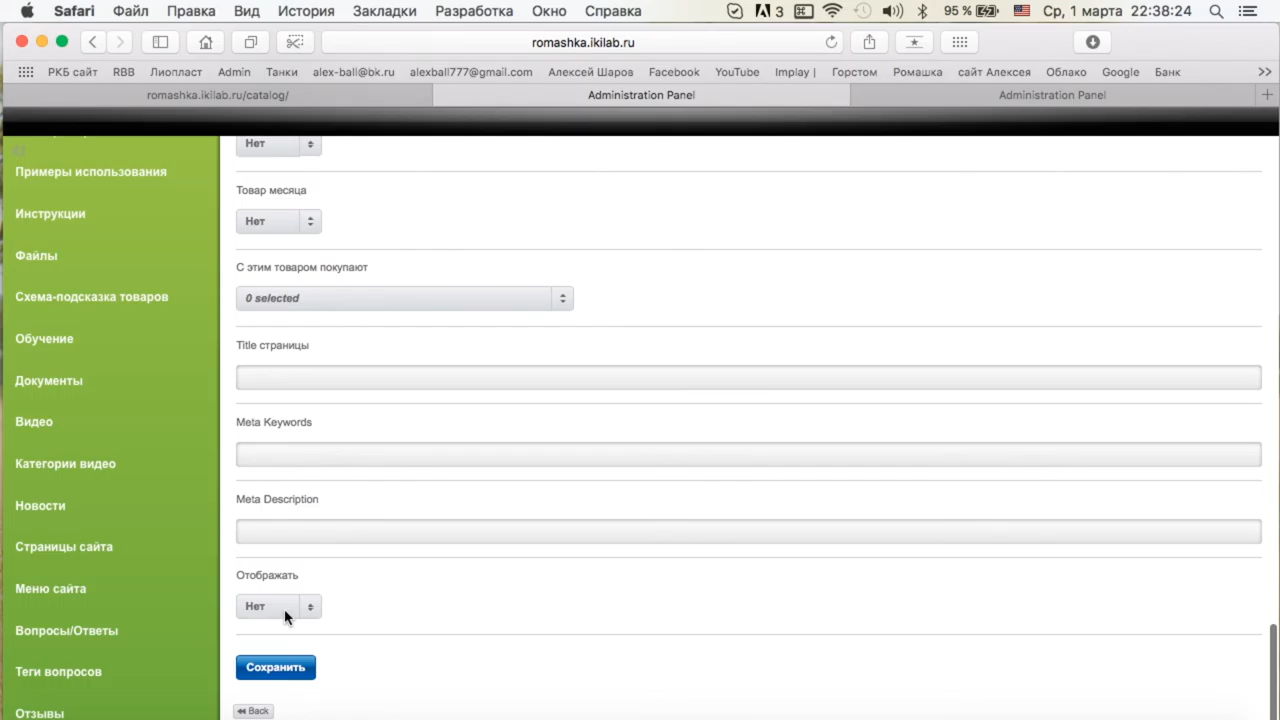 Safari Файл Правка Вид История Закладки Разработка Окно Справка 3 95 % Ср, 1 марта 22:38:24
romashka.ikilab.ru
РКБ сайт RBB Лиопласт Admin Танки alex-ball@bk.ru alexball777@gmail.com Алексей Шаров Facebook YouTube Implay | Горстом Ромашка сайт Алексея Облако Google Банк >>
romashka.ikilab.ru/catalog/ Administration Panel Administration Panel +
Нет
Примеры использования
Товар месяца
Инструкции
Нет
Файлы
С этим товаром покупают
Схема-подсказка товаров
0 selected
Обучение
Title страницы
Документы
Видео
Meta Keywords
Категории видео
Новости
Meta Description
Страницы сайта
Отображать
Меню сайта
Нет
Вопросы/Ответы
Теги вопросов
Сохранить
Отзывы
Back